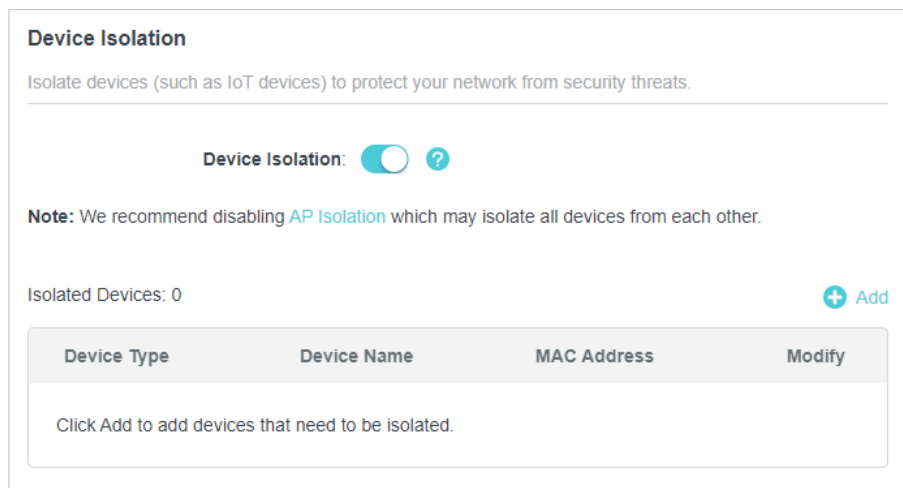 Device Isolation
Isolate devices (such as IoT devices) to protect your network from security threats.
Device Isolation: ?
Note: We recommend disabling AP Isolation which may isolate all devices from each other.
Isolated Devices: 0 Add
Device Type Device Name MAC Address Modify
Click Add to add devices that need to be isolated.